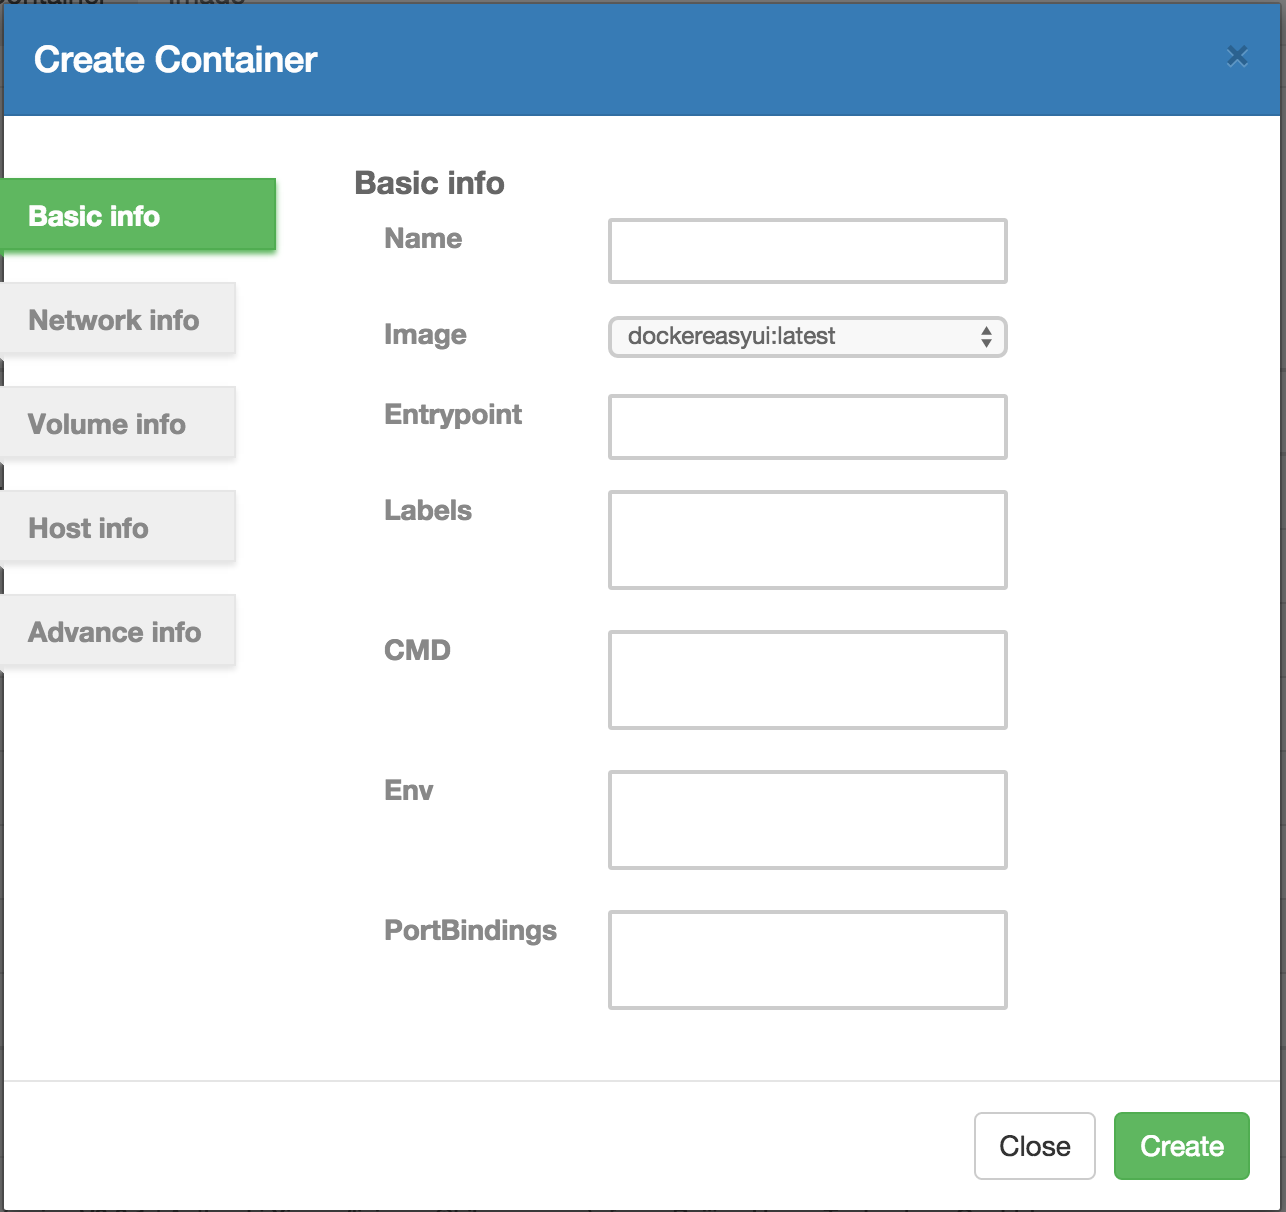 Create Container
×
Basic info
Network info
Volume info
Host info
Advance info
Basic info
Name
Image
dockereasyui:latest
Entrypoint
Labels
CMD
Env
PortBindings
Close
Create